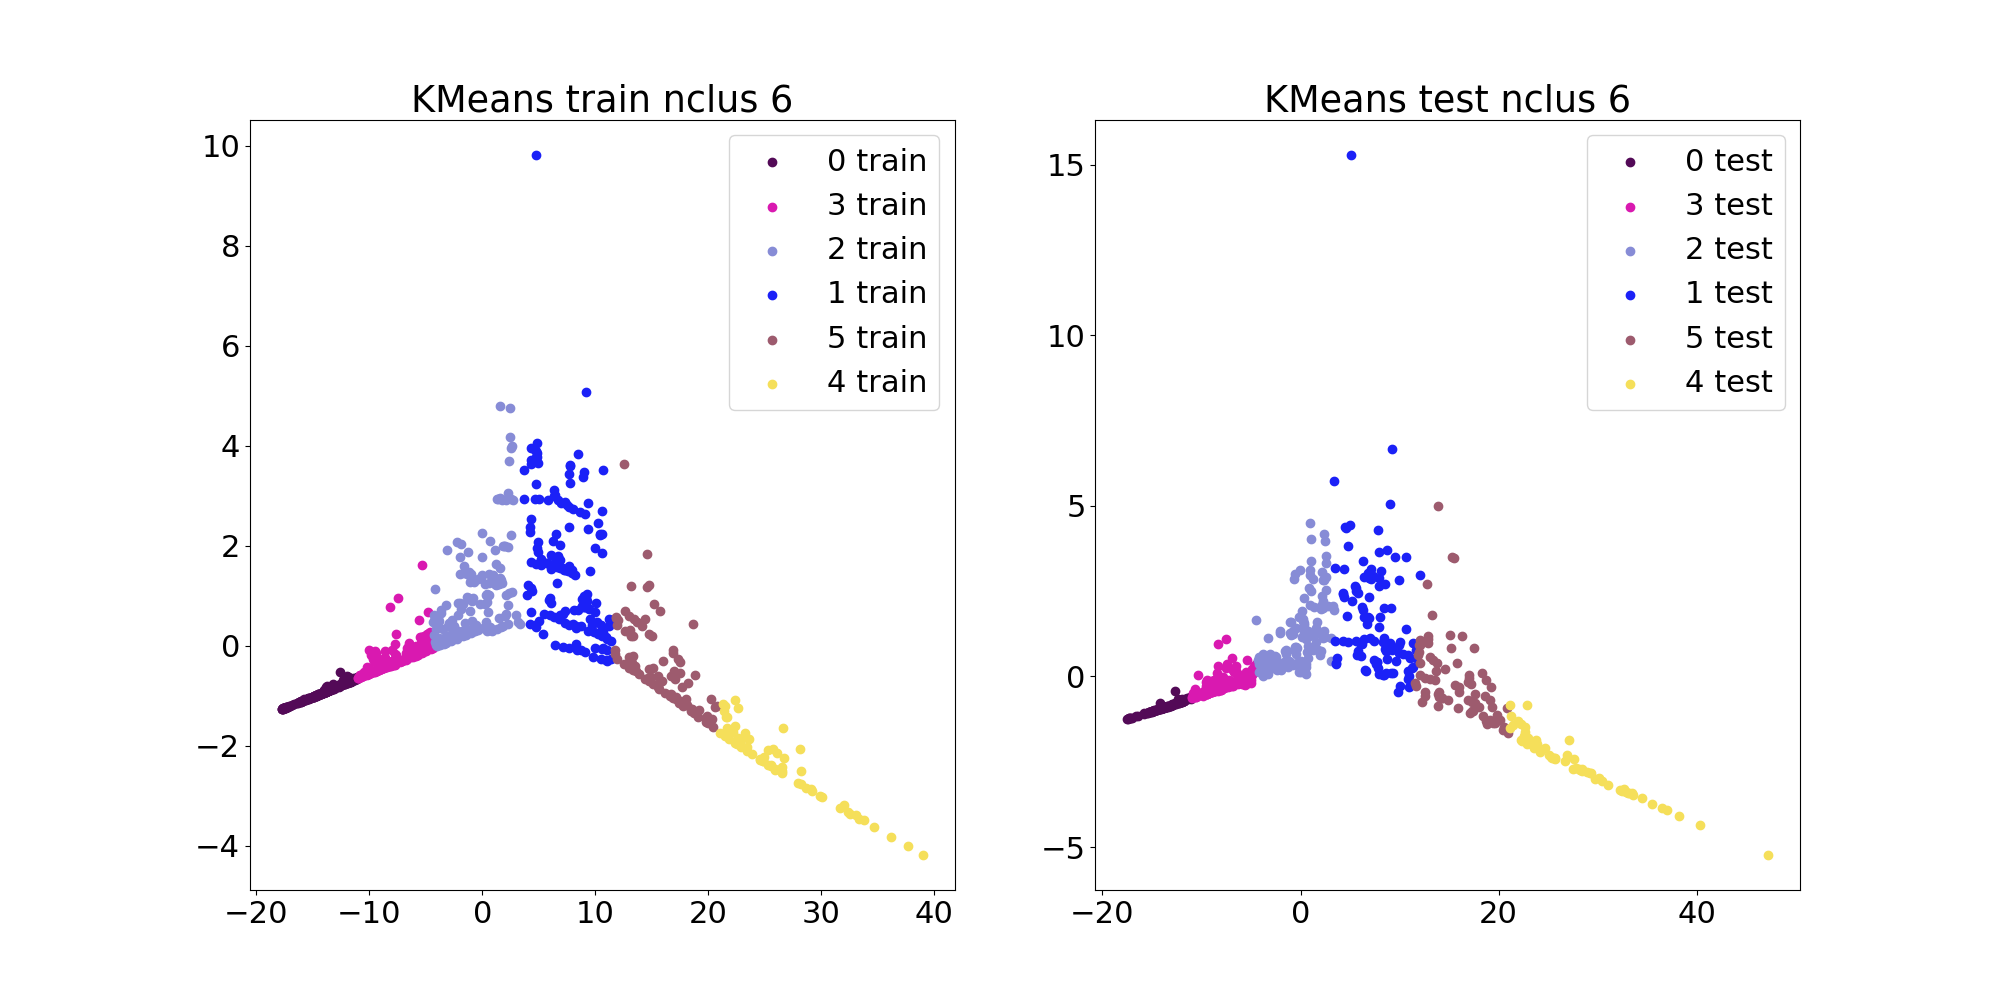 KMeans train nclus 6
10
8
6
4
2
0
−2
−4
−20
−10
0
10
20
30
40
0 train
3 train
2 train
1 train
5 train
4 train
KMeans test nclus 6
15
10
5
0
−5
−20
0
20
40
0 test
3 test
2 test
1 test
5 test
4 test